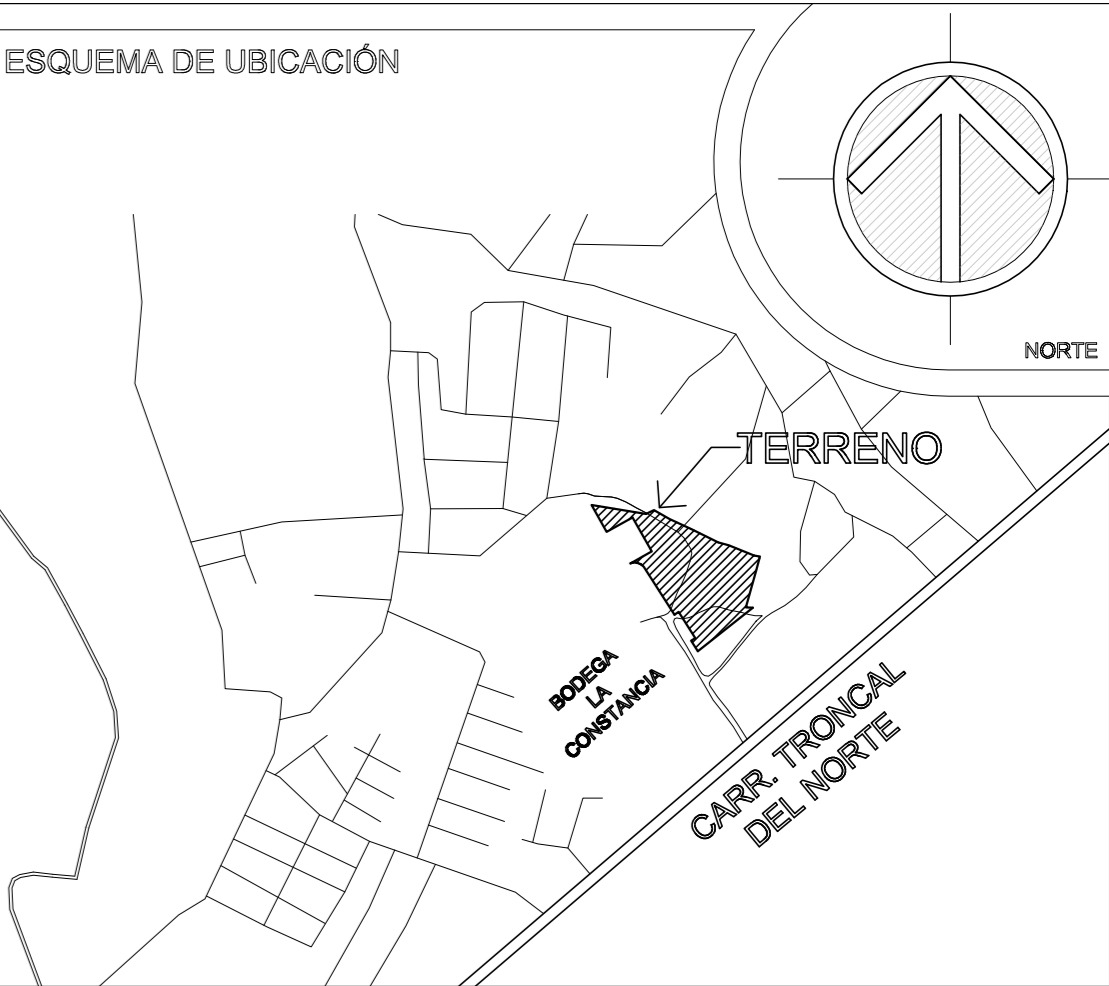 ESQUEMA DE UBICACIÓN
NORTE
TERRENO
BODEGA
LA
CONSTANCIA
CARR. TRONCAL
DEL NORTE